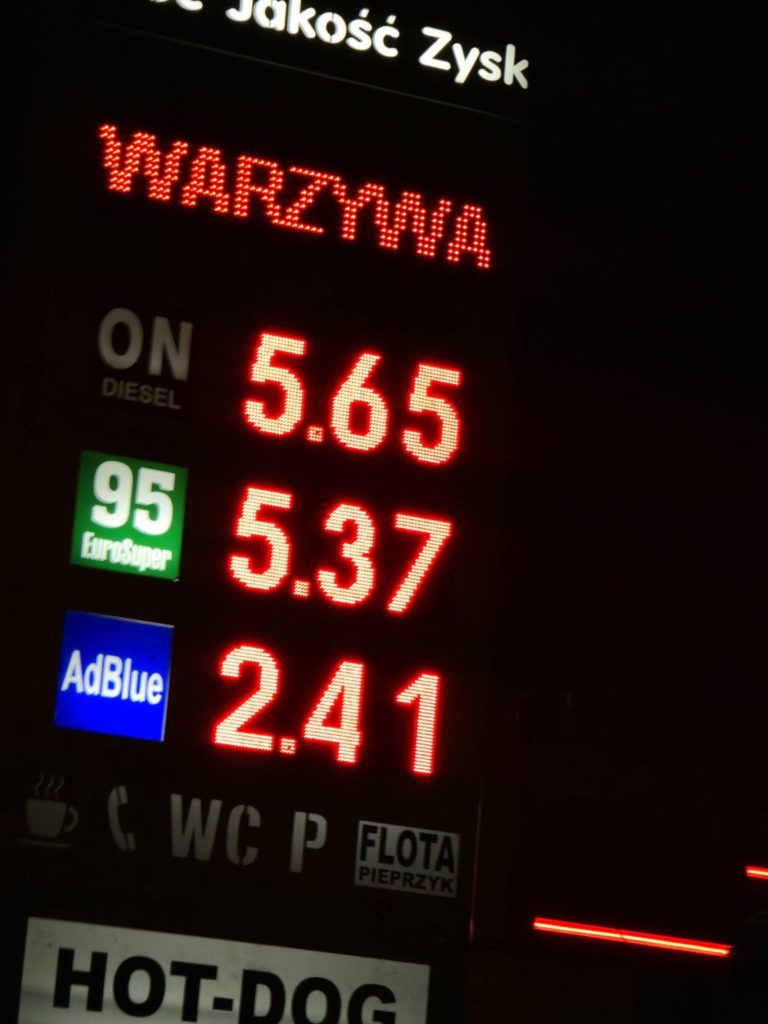 Jakość Zysk
WARZYWA
ON 5.65
DIESEL
95 5.37
EuroSuper
AdBlue 2.41
WC P FLOTA
PIEPRZYK
HOT-DOG